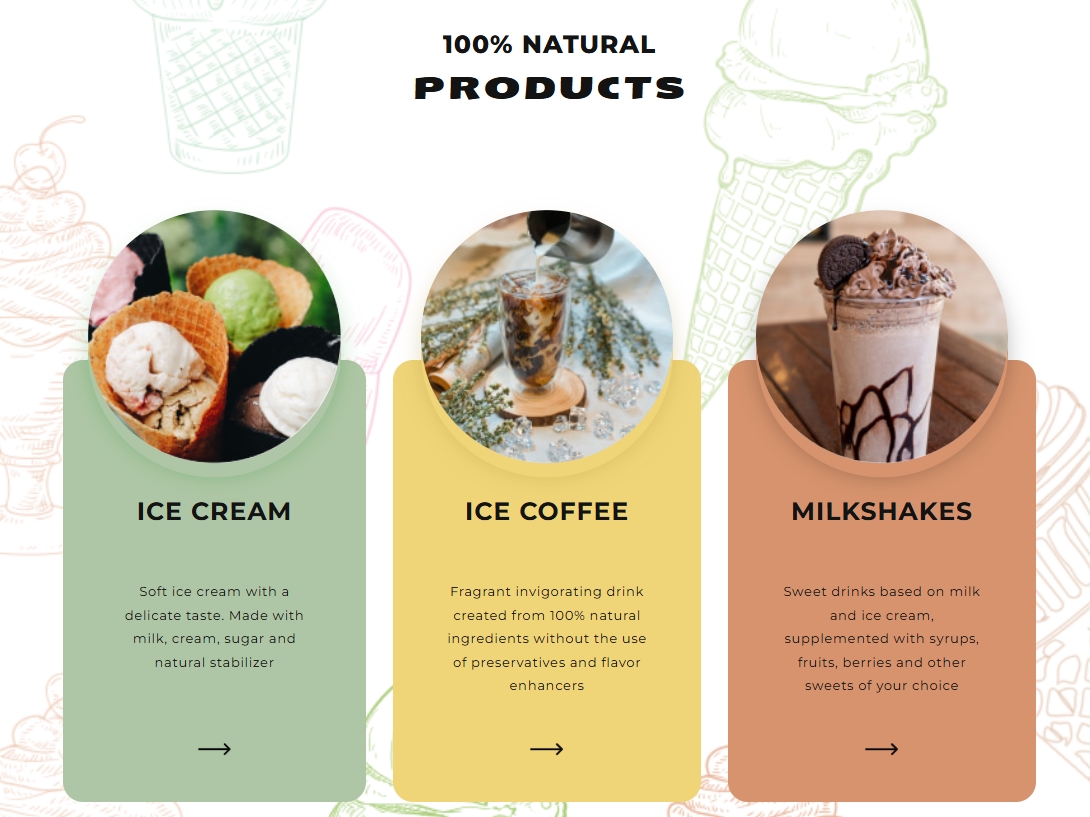 100% NATURAL
PRODUCTS
ICE CREAM
Soft ice cream with a
delicate taste. Made with
milk, cream, sugar and
natural stabilizer
ICE COFFEE
Fragrant invigorating drink
created from 100% natural
ingredients without the use
of preservatives and flavor
enhancers
MILKSHAKES
Sweet drinks based on milk
and ice cream,
supplemented with syrups,
fruits, berries and other
sweets of your choice